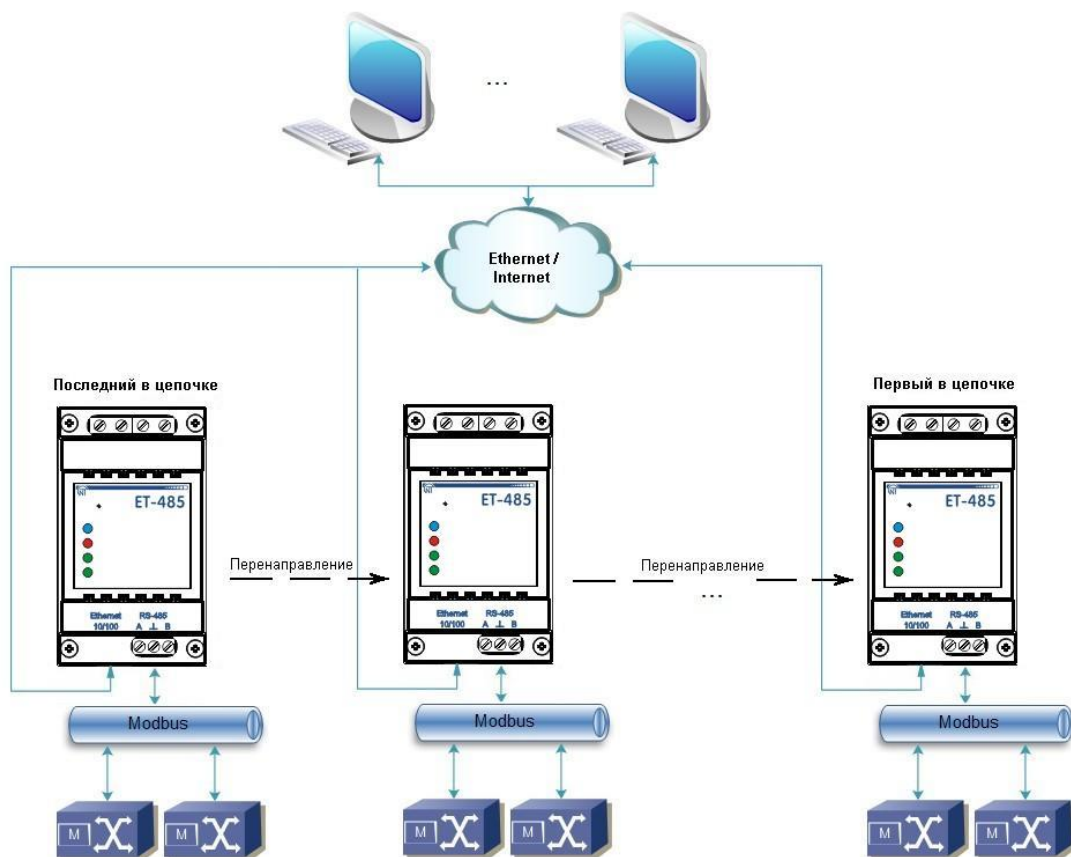 ...
Ethernet /
Internet
Последний в цепочке
Первый в цепочке
ET-485
ET-485
ET-485
Перенаправление
Перенаправление
...
Ethernet RS-485
10/100 A ⊥ B
Ethernet RS-485
10/100 A ⊥ B
Ethernet RS-485
10/100 A ⊥ B
Modbus
Modbus
Modbus
M
M
M
M
M
M